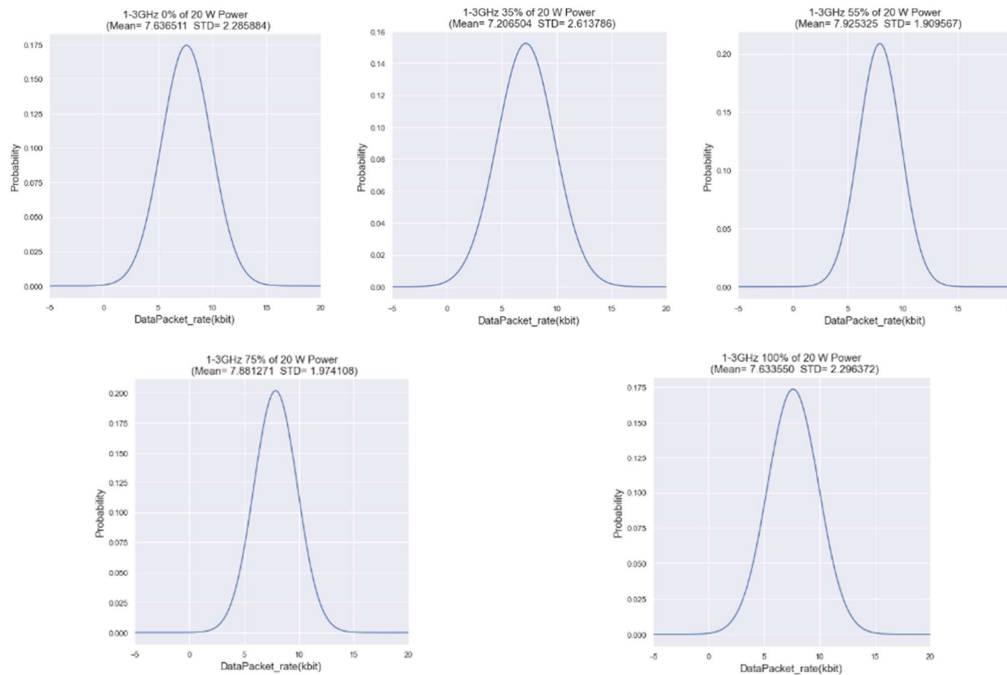 1-3GHz 0% of 20 W Power
(Mean= 7.636511 STD= 2.285884)
0.175
0.150
0.125
0.100
0.075
0.050
0.025
0.000
Probability
-5 0 5 10 15 20
DataPacket_rate(kbit)
1-3GHz 35% of 20 W Power
(Mean= 7.206504 STD= 2.613786)
0.16
0.14
0.12
0.10
0.08
0.06
0.04
0.02
0.00
Probability
-5 0 5 10 15 20
DataPacket_rate(kbit)
1-3GHz 55% of 20 W Power
(Mean= 7.925325 STD= 1.909567)
0.20
0.15
0.10
0.05
0.00
Probability
-5 0 5 10 15
DataPacket_rate(kbit)
1-3GHz 75% of 20 W Power
(Mean= 7.881271 STD= 1.974108)
0.200
0.175
0.150
0.125
0.100
0.075
0.050
0.025
0.000
Probability
-5 0 5 10 15 20
DataPacket_rate(kbit)
1-3GHz 100% of 20 W Power
(Mean= 7.633550 STD= 2.296372)
0.175
0.150
0.125
0.100
0.075
0.050
0.025
0.000
Probability
-5 0 5 10 15 20
DataPacket_rate(kbit)